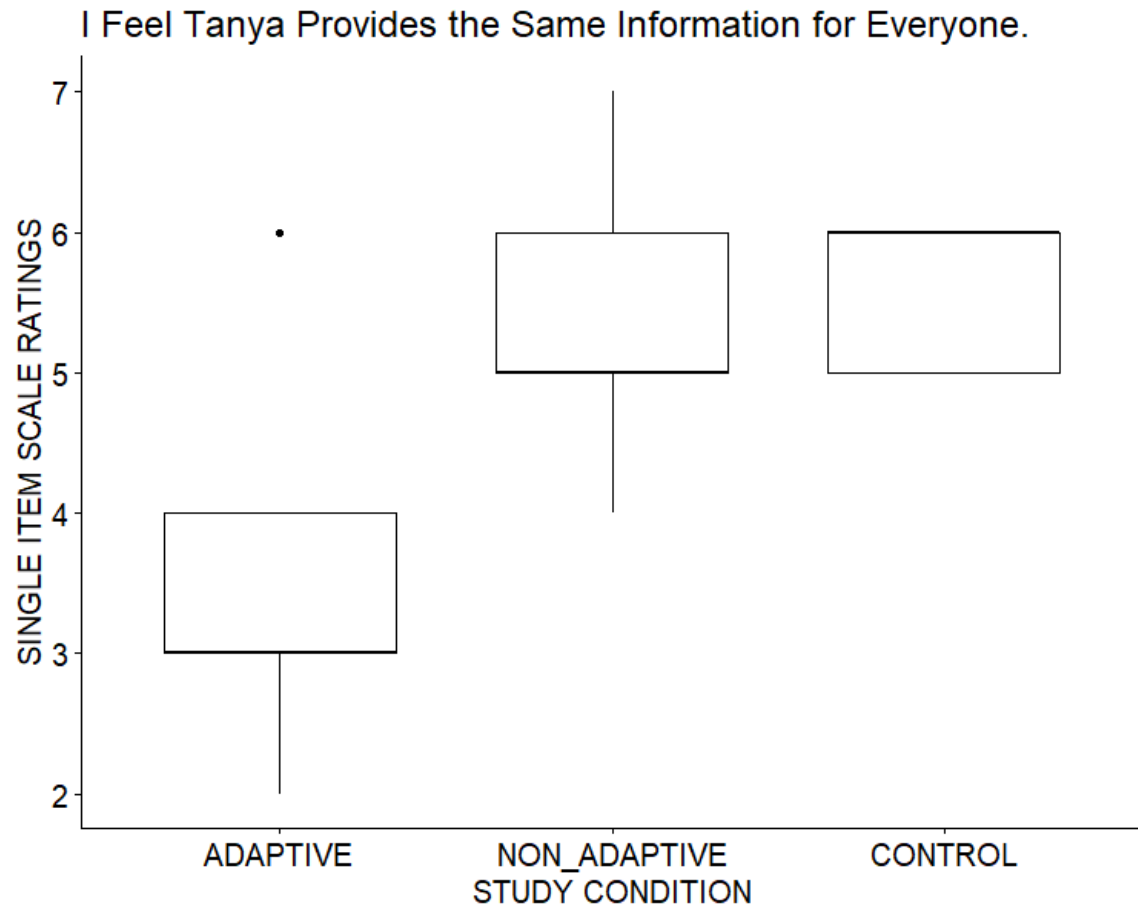 I Feel Tanya Provides the Same Information for Everyone.
SINGLE ITEM SCALE RATINGS
7
6
5
4
3
2
ADAPTIVE NON_ADAPTIVE CONTROL
STUDY CONDITION